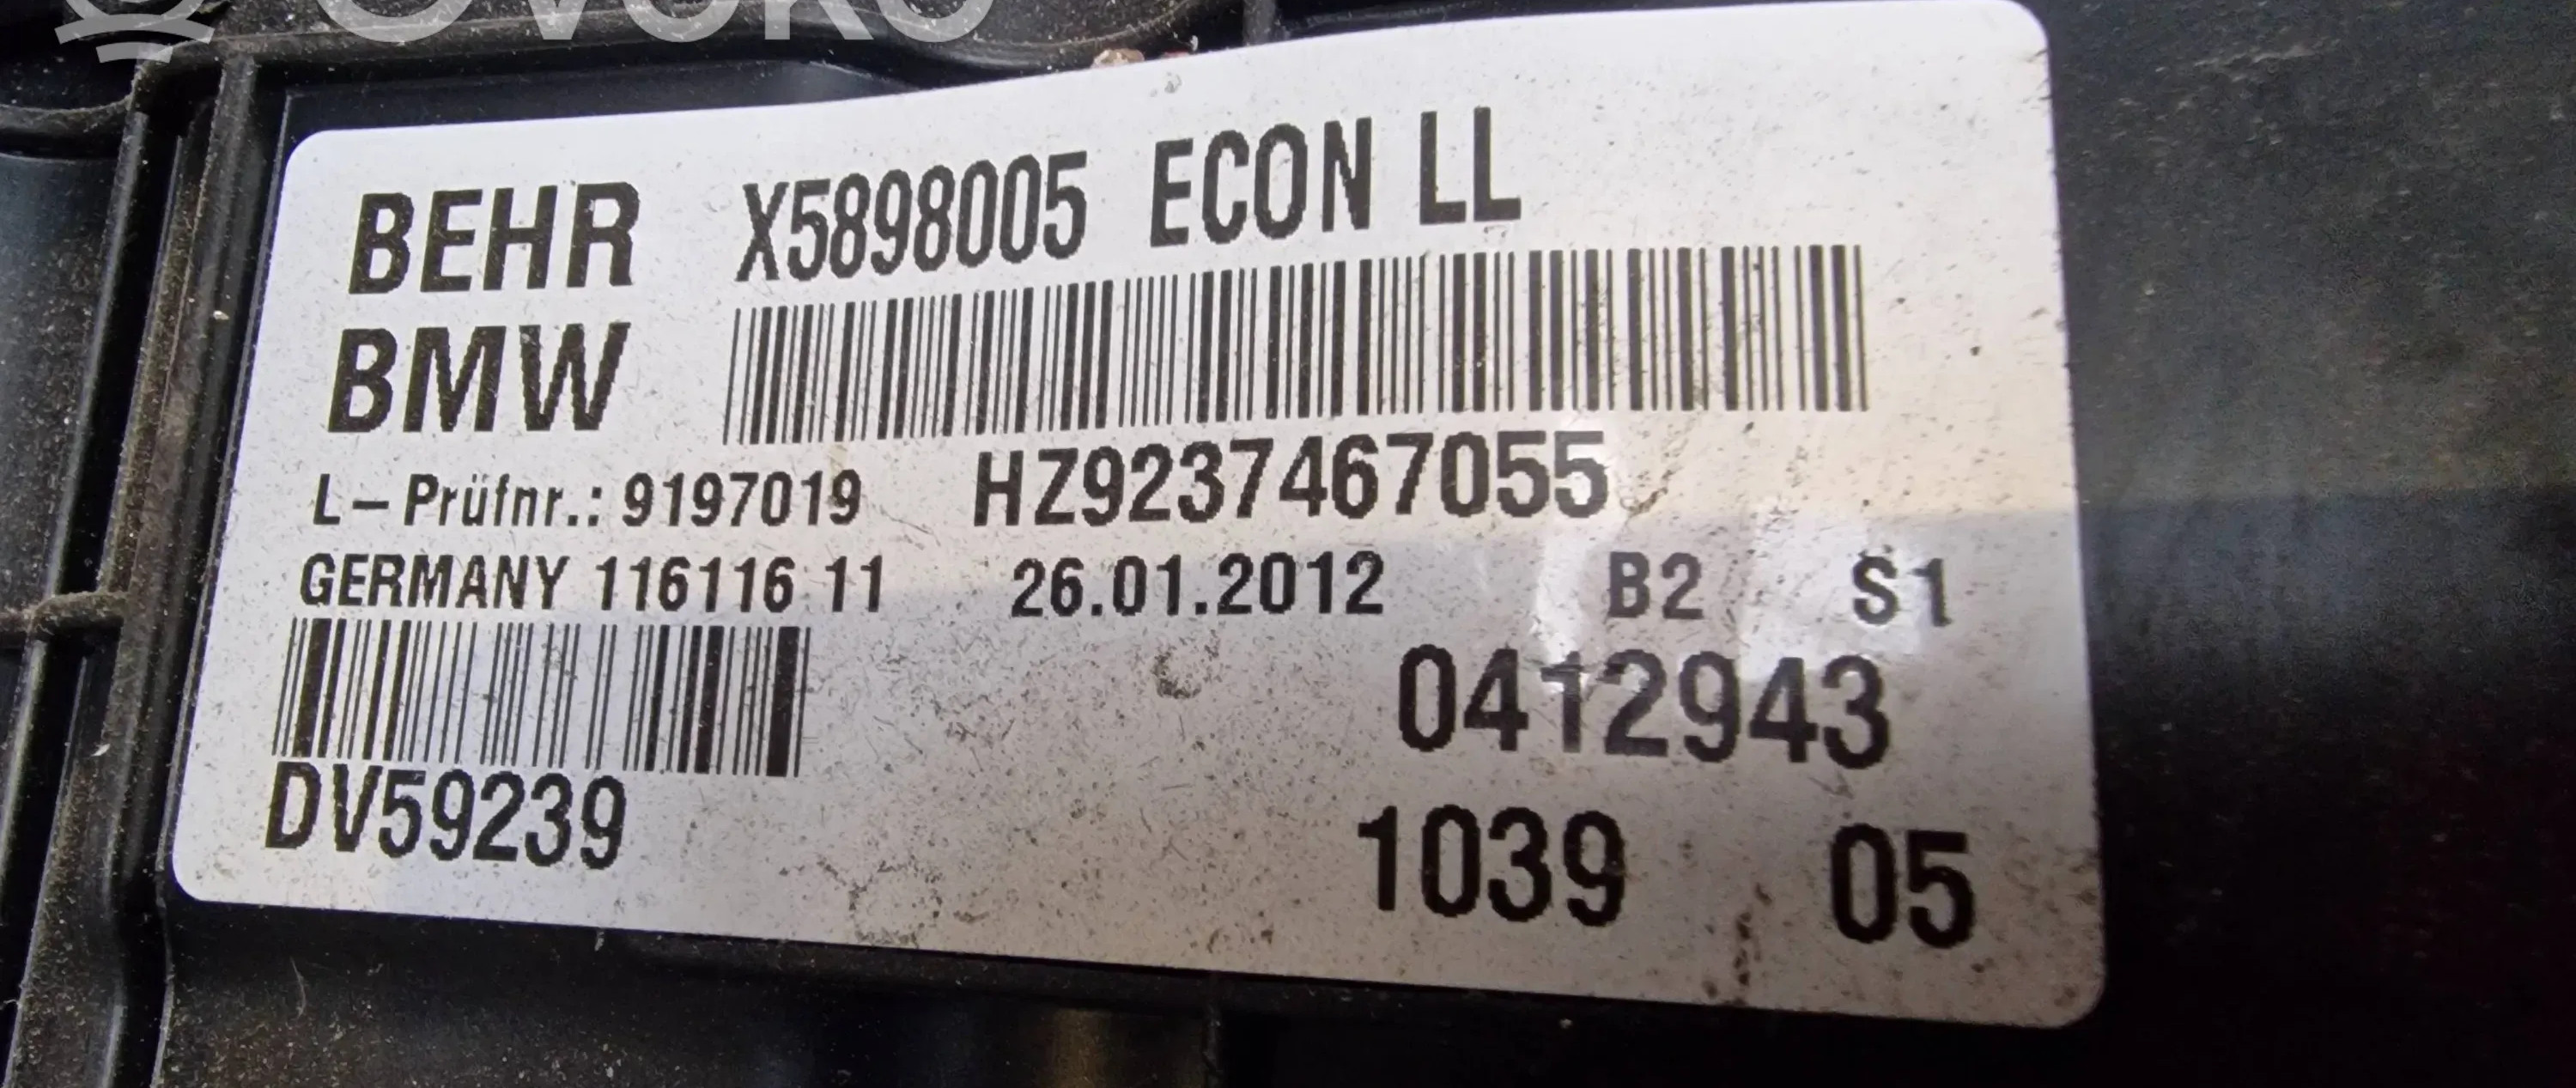 BEHR X5898005 ECON LL
BMW
L-Prüfnr.: 9197019 HZ9237467055
GERMANY 116116 11 26.01.2012 B2 S1
0412943
DV59239
1039 05